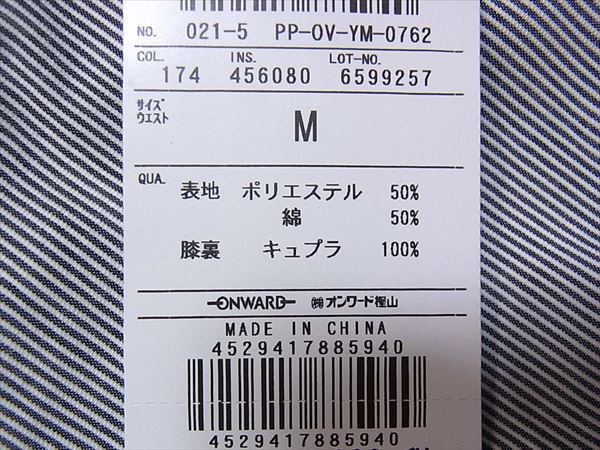 NO. 021-5 PP-OV-YM-0762
COL. INS. LOT-NO.
174 456080 6599257
サイズ
ウエスト
M
QUA. 表地 ポリエステル 50%
綿 50%
膝裏 キュプラ 100%
ONWARD ㈱オンワード樫山
MADE IN CHINA
4529417885940
4529417885940